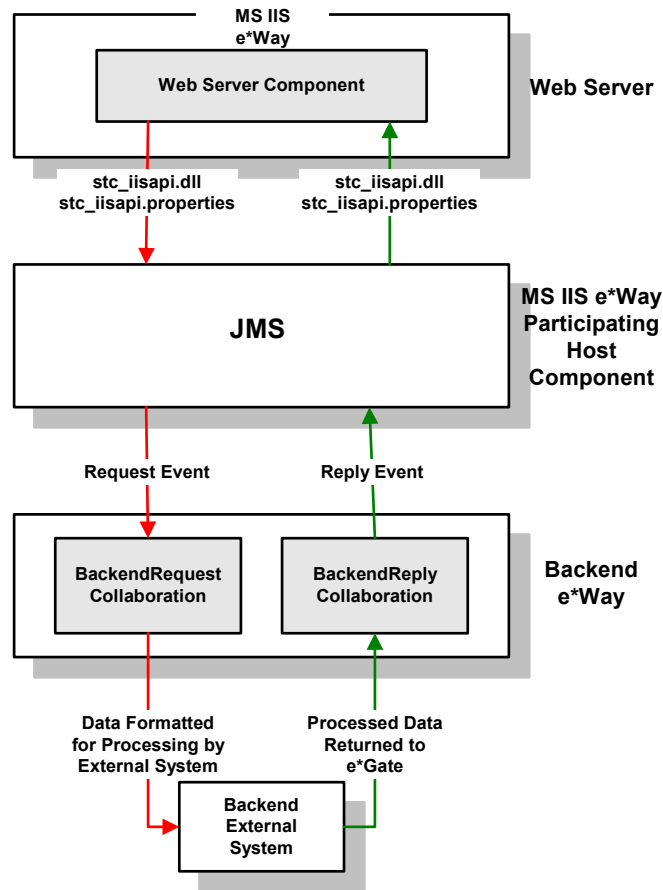 MS IIS
e*Way
Web Server Component
Web Server
stc_iisapi.dll
stc_iisapi.properties
stc_iisapi.dll
stc_iisapi.properties
JMS
MS IIS e*Way
Participating
Host
Component
Request Event
Reply Event
BackendRequest
Collaboration
BackendReply
Collaboration
Backend
e*Way
Data Formatted
for Processing by
External System
Processed Data
Returned to
e*Gate
Backend
External
System